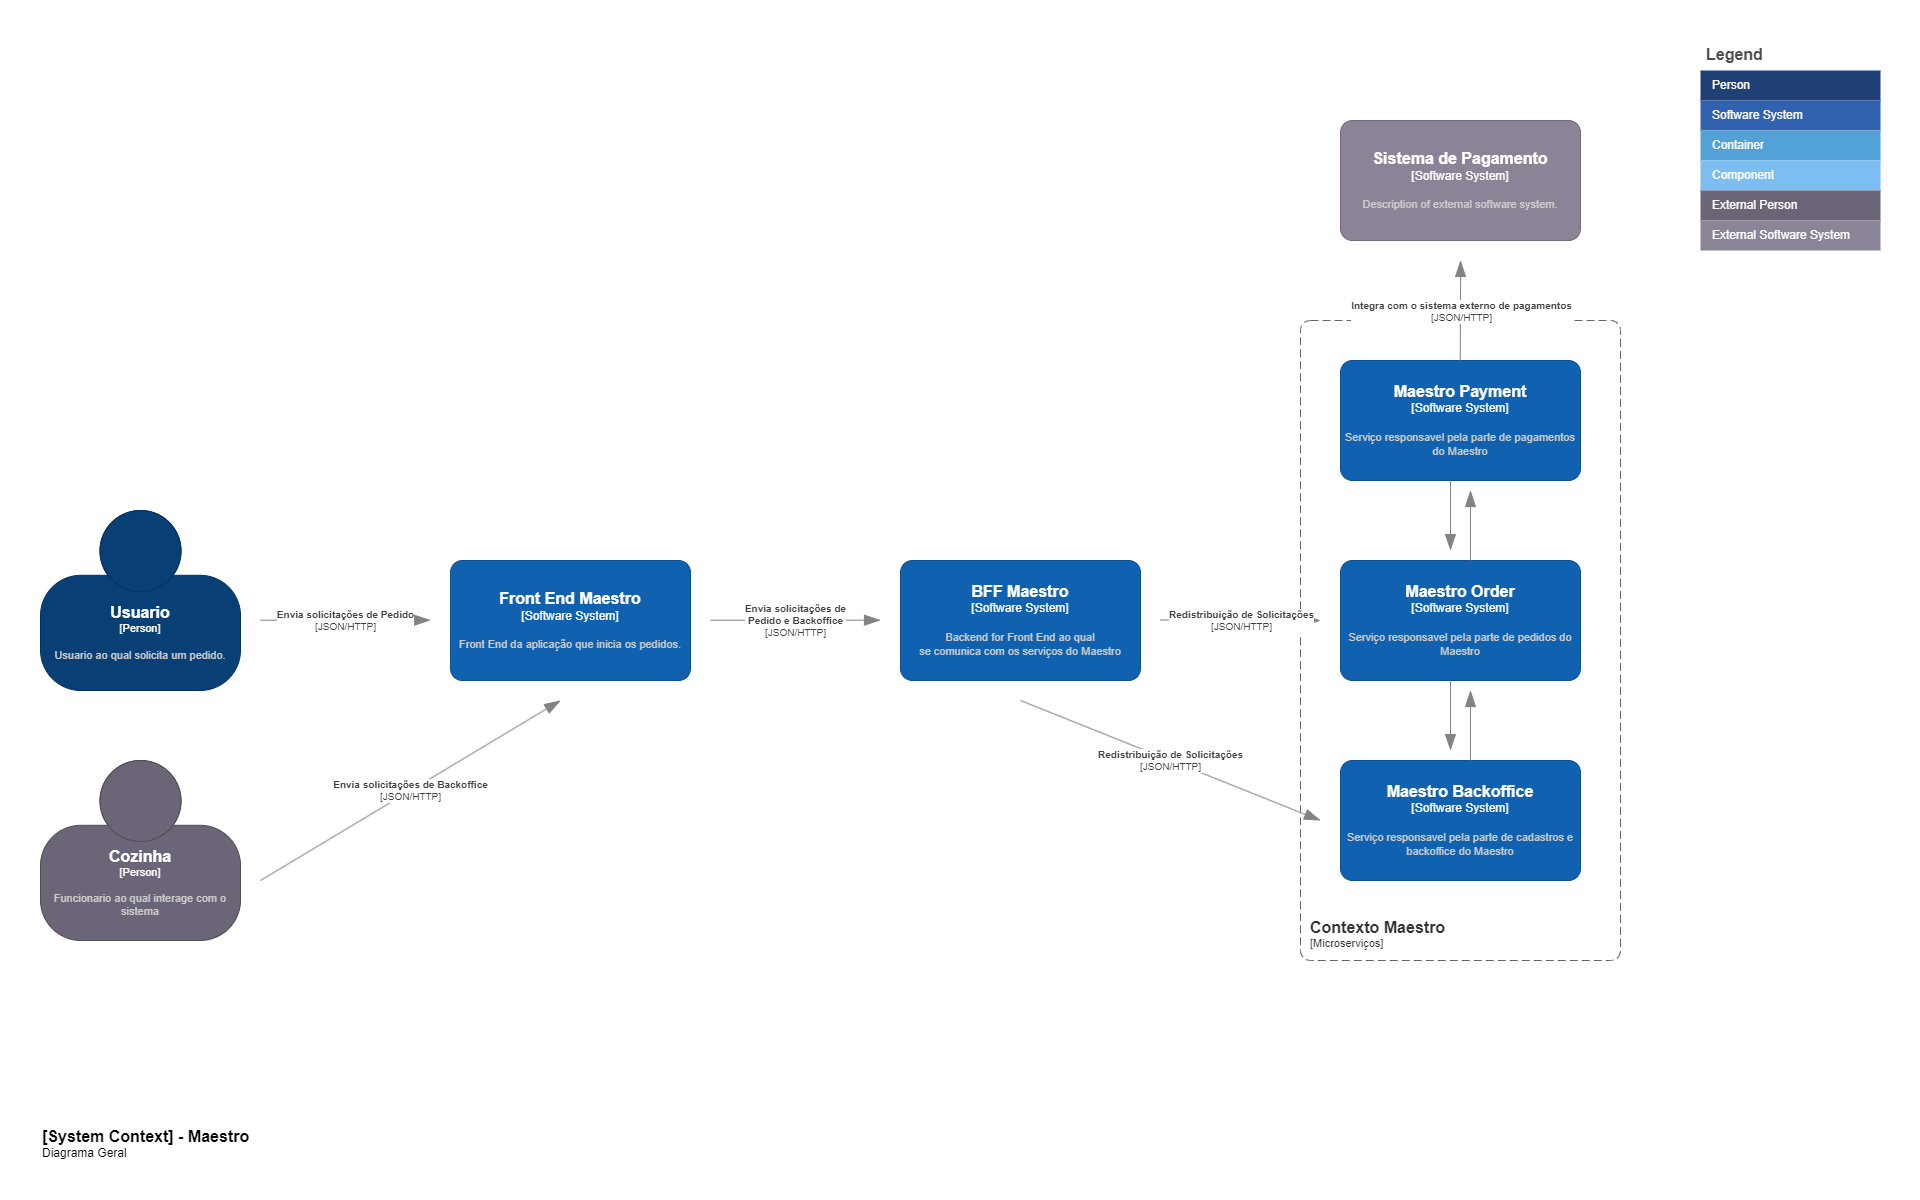 Legend
Person
Software System
Container
Component
External Person
External Software System
Sistema de Pagamento
[Software System]
Description of external software system.
Integra com o sistema externo de pagamentos
[JSON/HTTP]
Maestro Payment
[Software System]
Serviço responsavel pela parte de pagamentos
do Maestro
Usuario
[Person]
Usuario ao qual solicita um pedido.
Envia solicitações de Pedido
[JSON/HTTP]
Front End Maestro
[Software System]
Front End da aplicação que inicia os pedidos.
Envia solicitações de
Pedido e Backoffice
[JSON/HTTP]
BFF Maestro
[Software System]
Backend for Front End ao qual
se comunica com os serviços do Maestro
Redistribuição de Solicitações
[JSON/HTTP]
Maestro Order
[Software System]
Serviço responsavel pela parte de pedidos do
Maestro
Cozinha
[Person]
Funcionario ao qual interage com o
sistema
Envia solicitações de Backoffice
[JSON/HTTP]
Redistribuição de Solicitações
[JSON/HTTP]
Maestro Backoffice
[Software System]
Serviço responsavel pela parte de cadastros e
backoffice do Maestro
Contexto Maestro
[Microserviços]
[System Context] - Maestro
Diagrama Geral